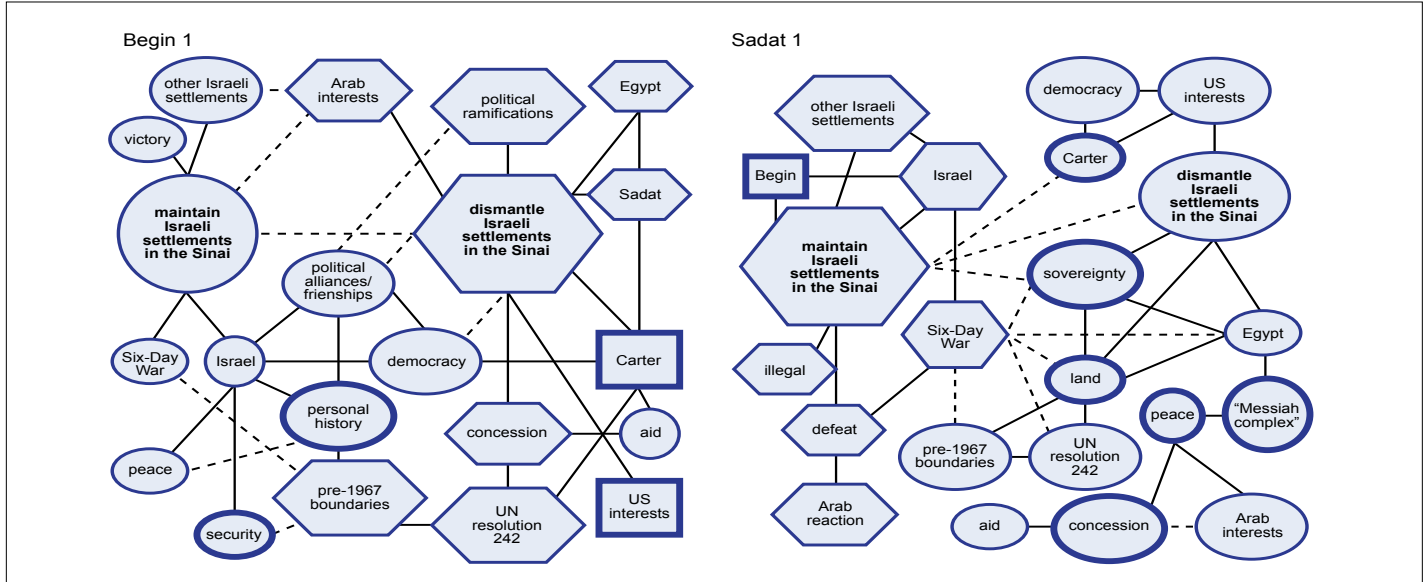 Begin 1
other Israeli
settlements
Arab
interests
political
ramifications
Egypt
victory
Sadat
maintain
Israeli
settlements
in the Sinai
dismantle
Israeli
settlements
in the Sinai
political
alliances/
frienships
Six-Day
War
Israel
democracy
Carter
personal
history
concession
aid
peace
pre-1967
boundaries
UN
resolution
242
US
interests
security
Sadat 1
other Israeli
settlements
democracy
US
interests
Begin
Israel
Carter
dismantle
Israeli
settlements
in the Sinai
maintain
Israeli
settlements
in the Sinai
sovereignty
Six-Day
War
Egypt
illegal
land
defeat
pre-1967
boundaries
UN
resolution
242
peace
“Messiah
complex”
Arab
reaction
aid
concession
Arab
interests